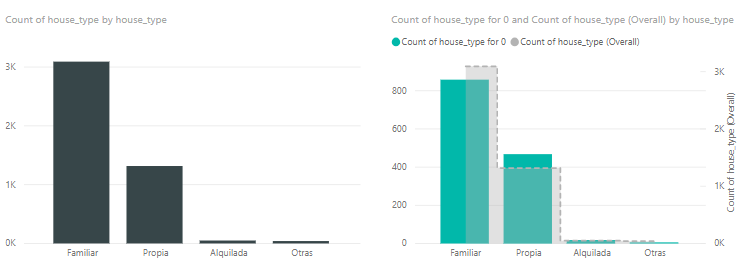 Count of house_type by house_type
3K
2K
1K
0K
Familiar
Propia
Alquilada
Otras
Count of house_type for 0 and Count of house_type (Overall) by house_type
Count of house_type for 0
Count of house_type (Overall)
800
600
400
200
0
3K
2K
1K
0K
Count of house_type (Overall)
Familiar
Propia
Alquilada
Otras